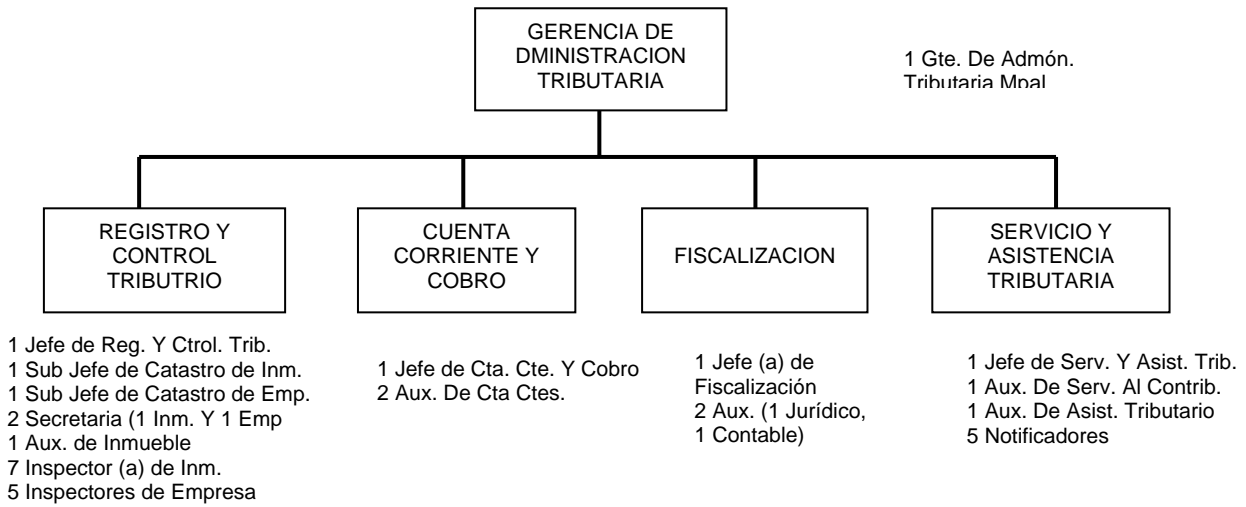 GERENCIA DE
DMINISTRACION
TRIBUTARIA
1 Gte. De Admón.
Tributaria Mpal
REGISTRO Y
CONTROL
TRIBUTRIO
CUENTA
CORRIENTE Y
COBRO
FISCALIZACION
SERVICIO Y
ASISTENCIA
TRIBUTARIA
1 Jefe de Reg. Y Ctrol. Trib.
1 Sub Jefe de Catastro de Inm.
1 Sub Jefe de Catastro de Emp.
2 Secretaria (1 Inm. Y 1 Emp
1 Aux. de Inmueble
7 Inspector (a) de Inm.
5 Inspectores de Empresa
1 Jefe de Cta. Cte. Y Cobro
2 Aux. De Cta Ctes.
1 Jefe (a) de
Fiscalización
2 Aux. (1 Jurídico,
1 Contable)
1 Jefe de Serv. Y Asist. Trib.
1 Aux. De Serv. Al Contrib.
1 Aux. De Asist. Tributario
5 Notificadores